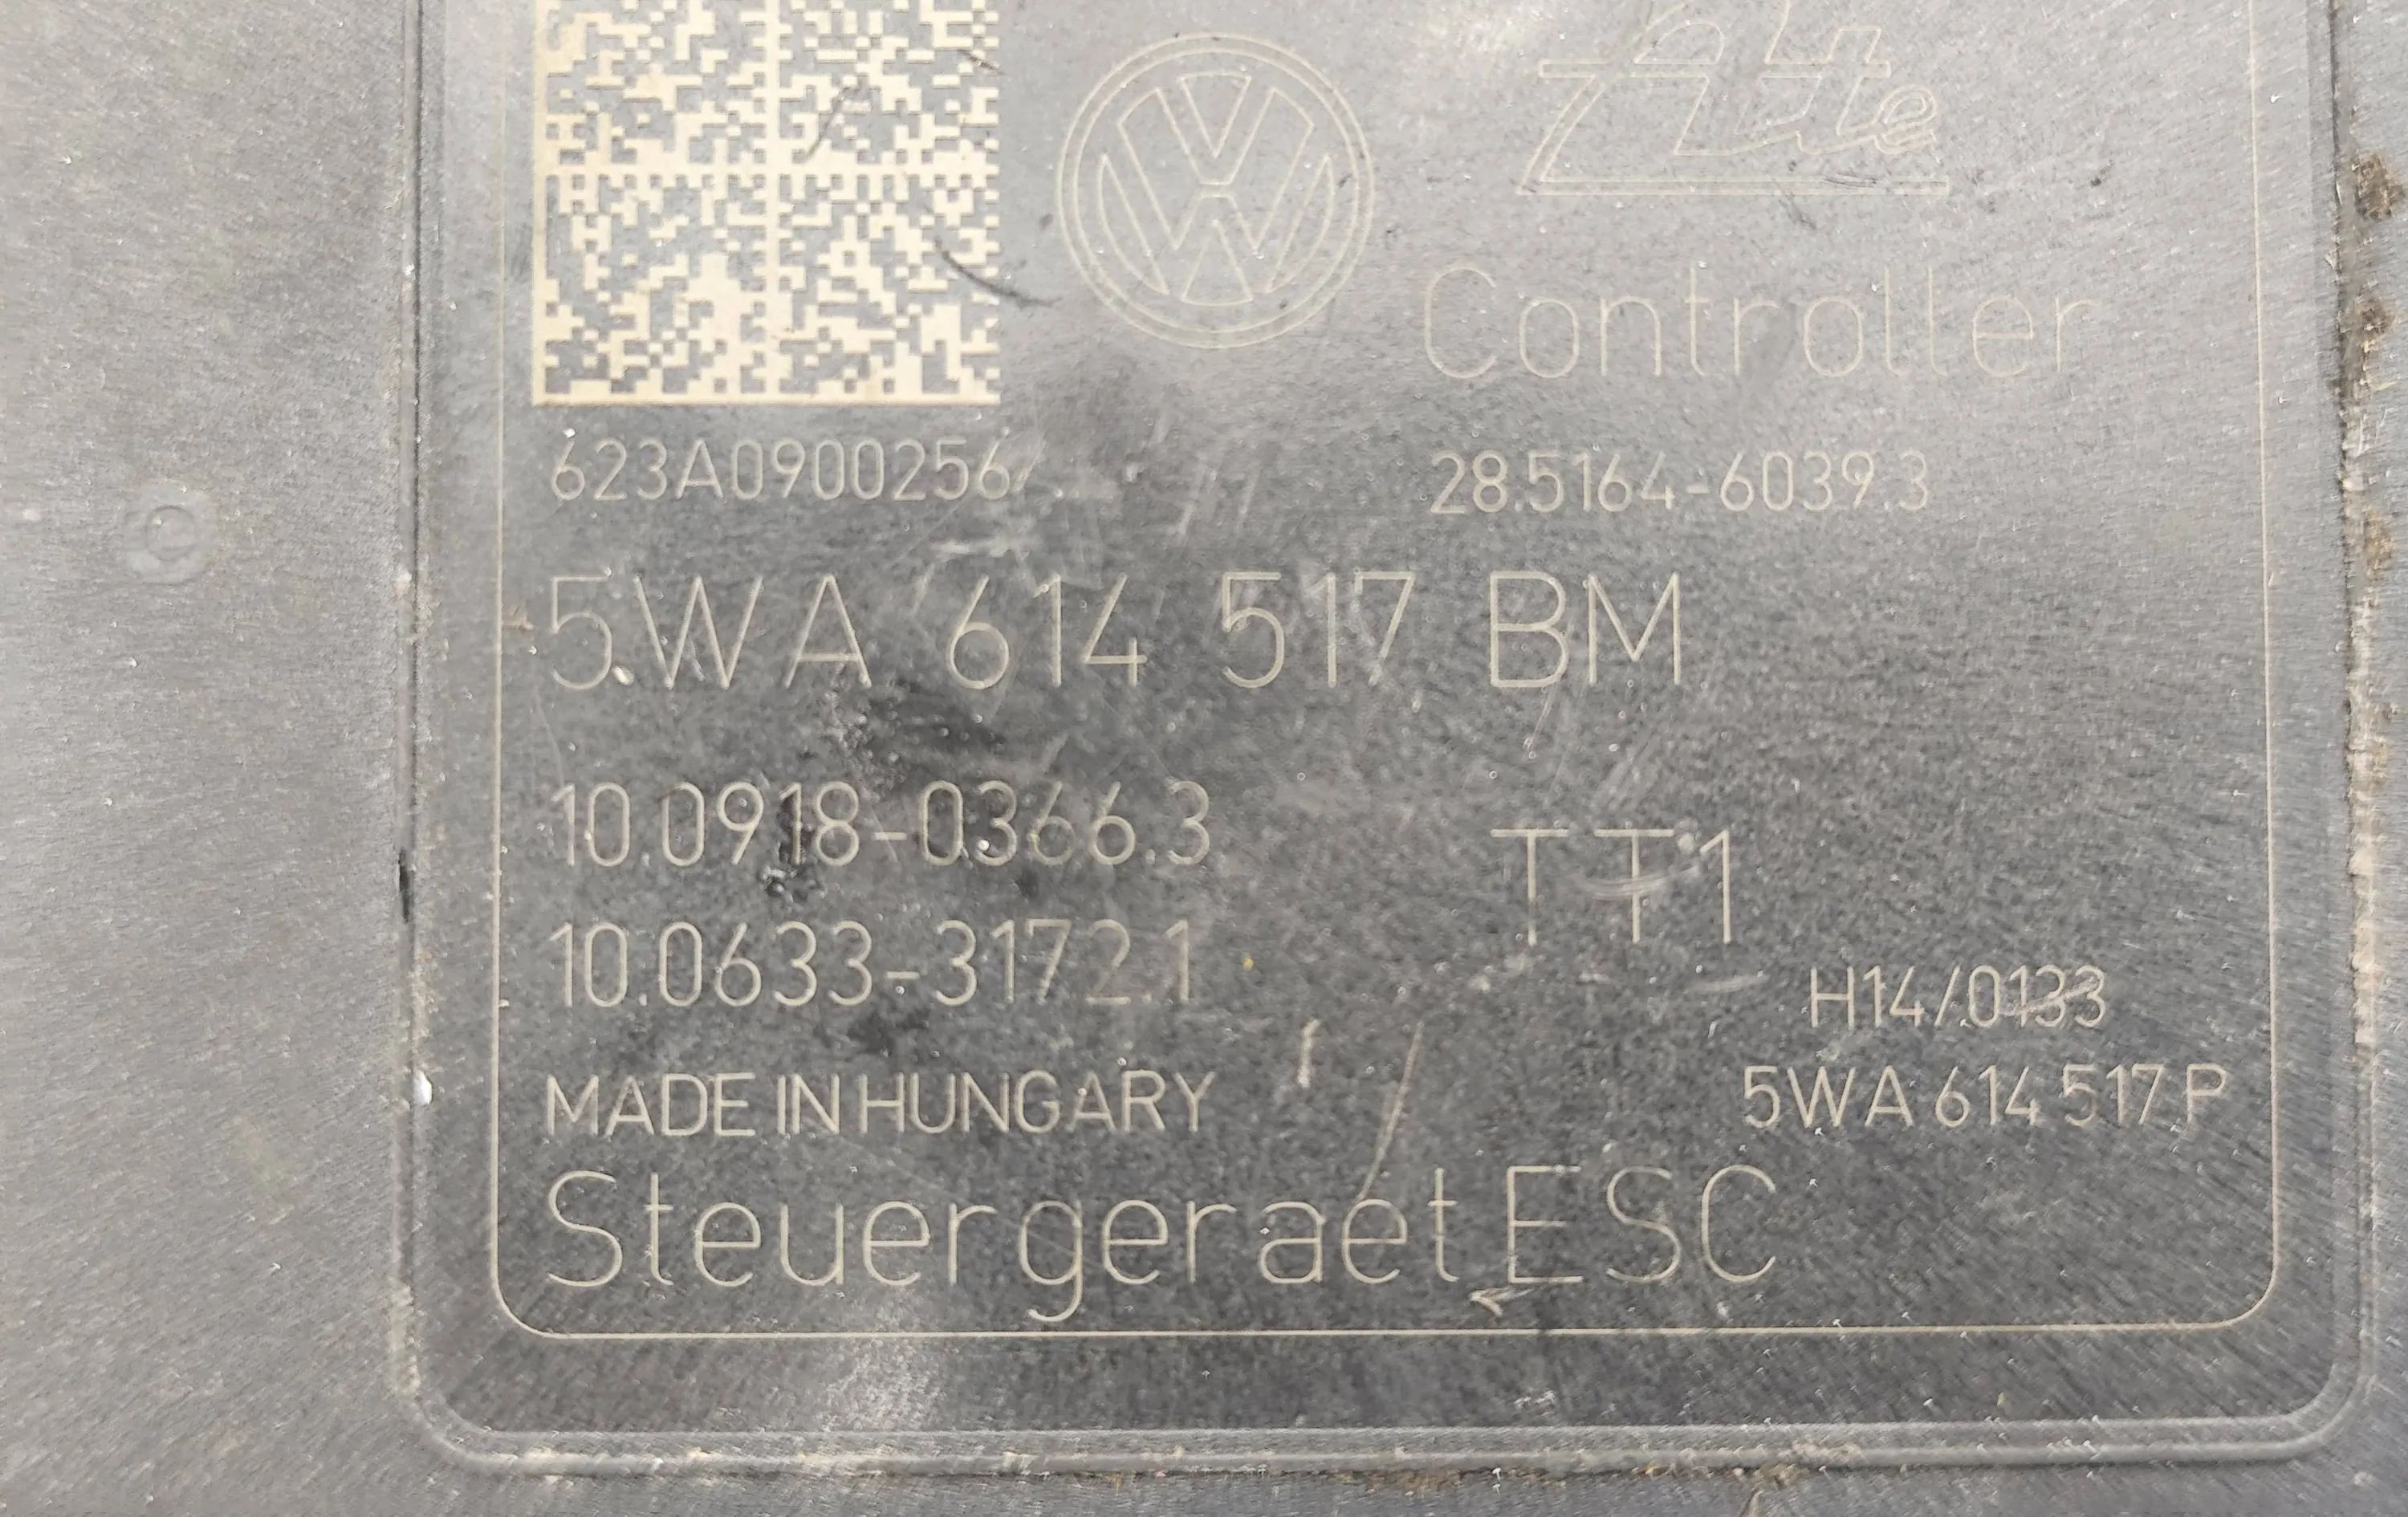 Ate
Controller
623A0900256
28.5164-6039.3
5WA 614 517 BM
10.0918-0366.3
TT1
10.0633-3172.1
H14/0133
MADE IN HUNGARY
5WA 614 517 P
Steuergeraet ESC